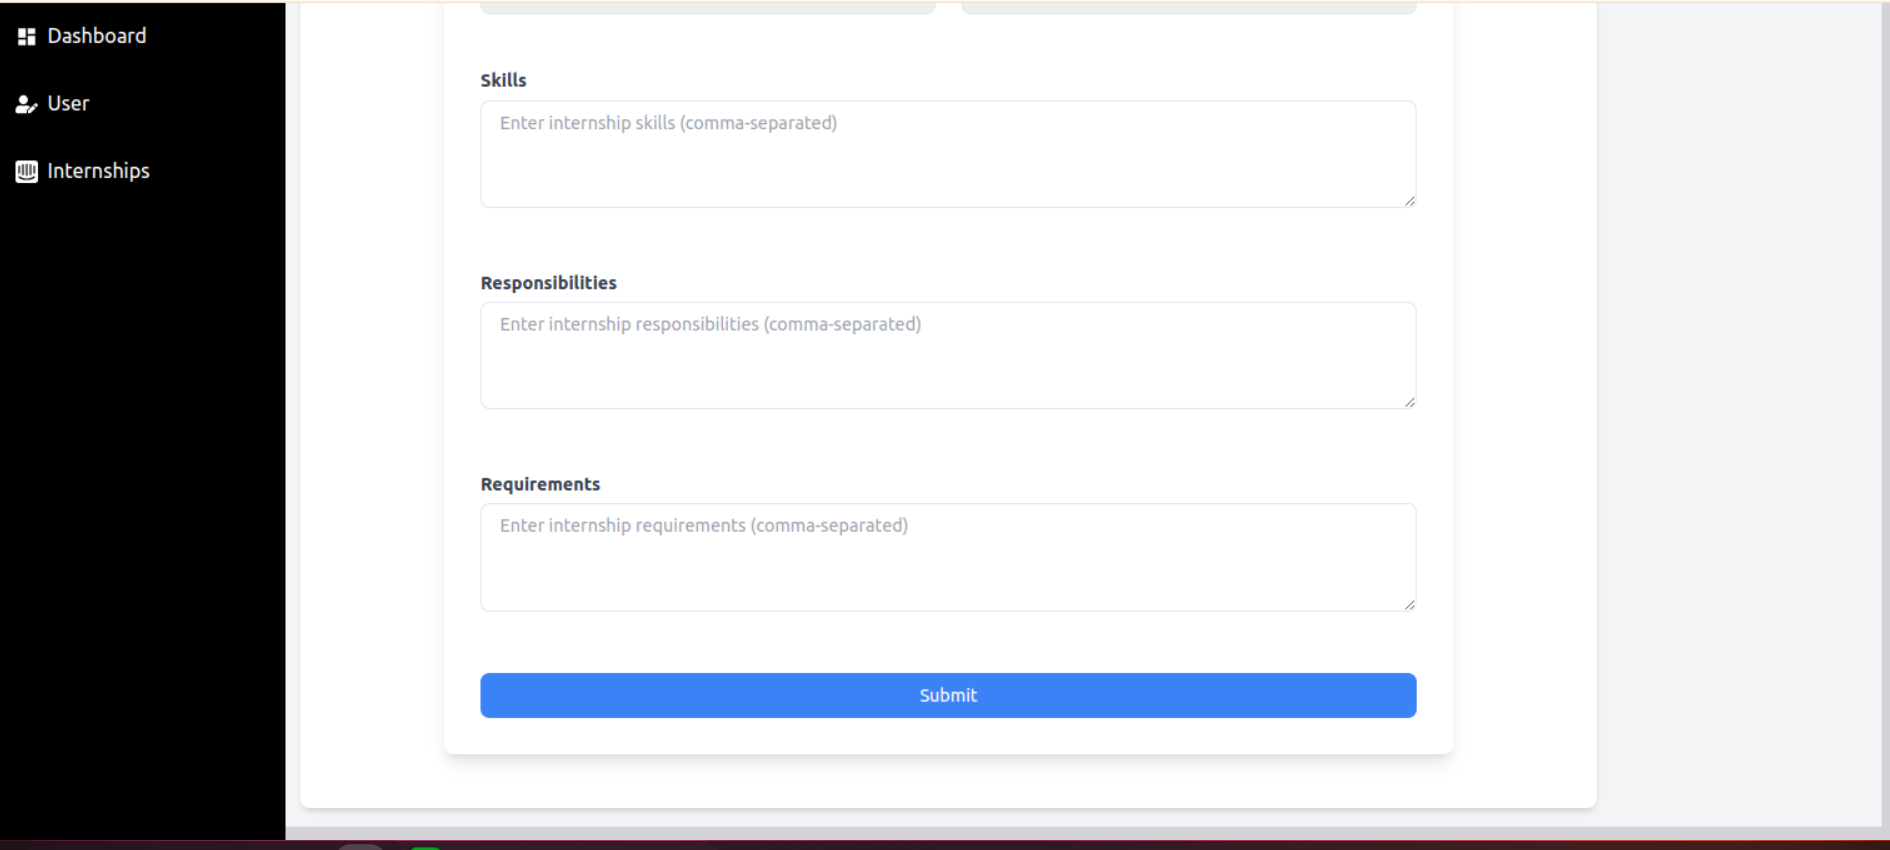 Dashboard
User
Internships
Skills
Enter internship skills (comma-separated)
Responsibilities
Enter internship responsibilities (comma-separated)
Requirements
Enter internship requirements (comma-separated)
Submit